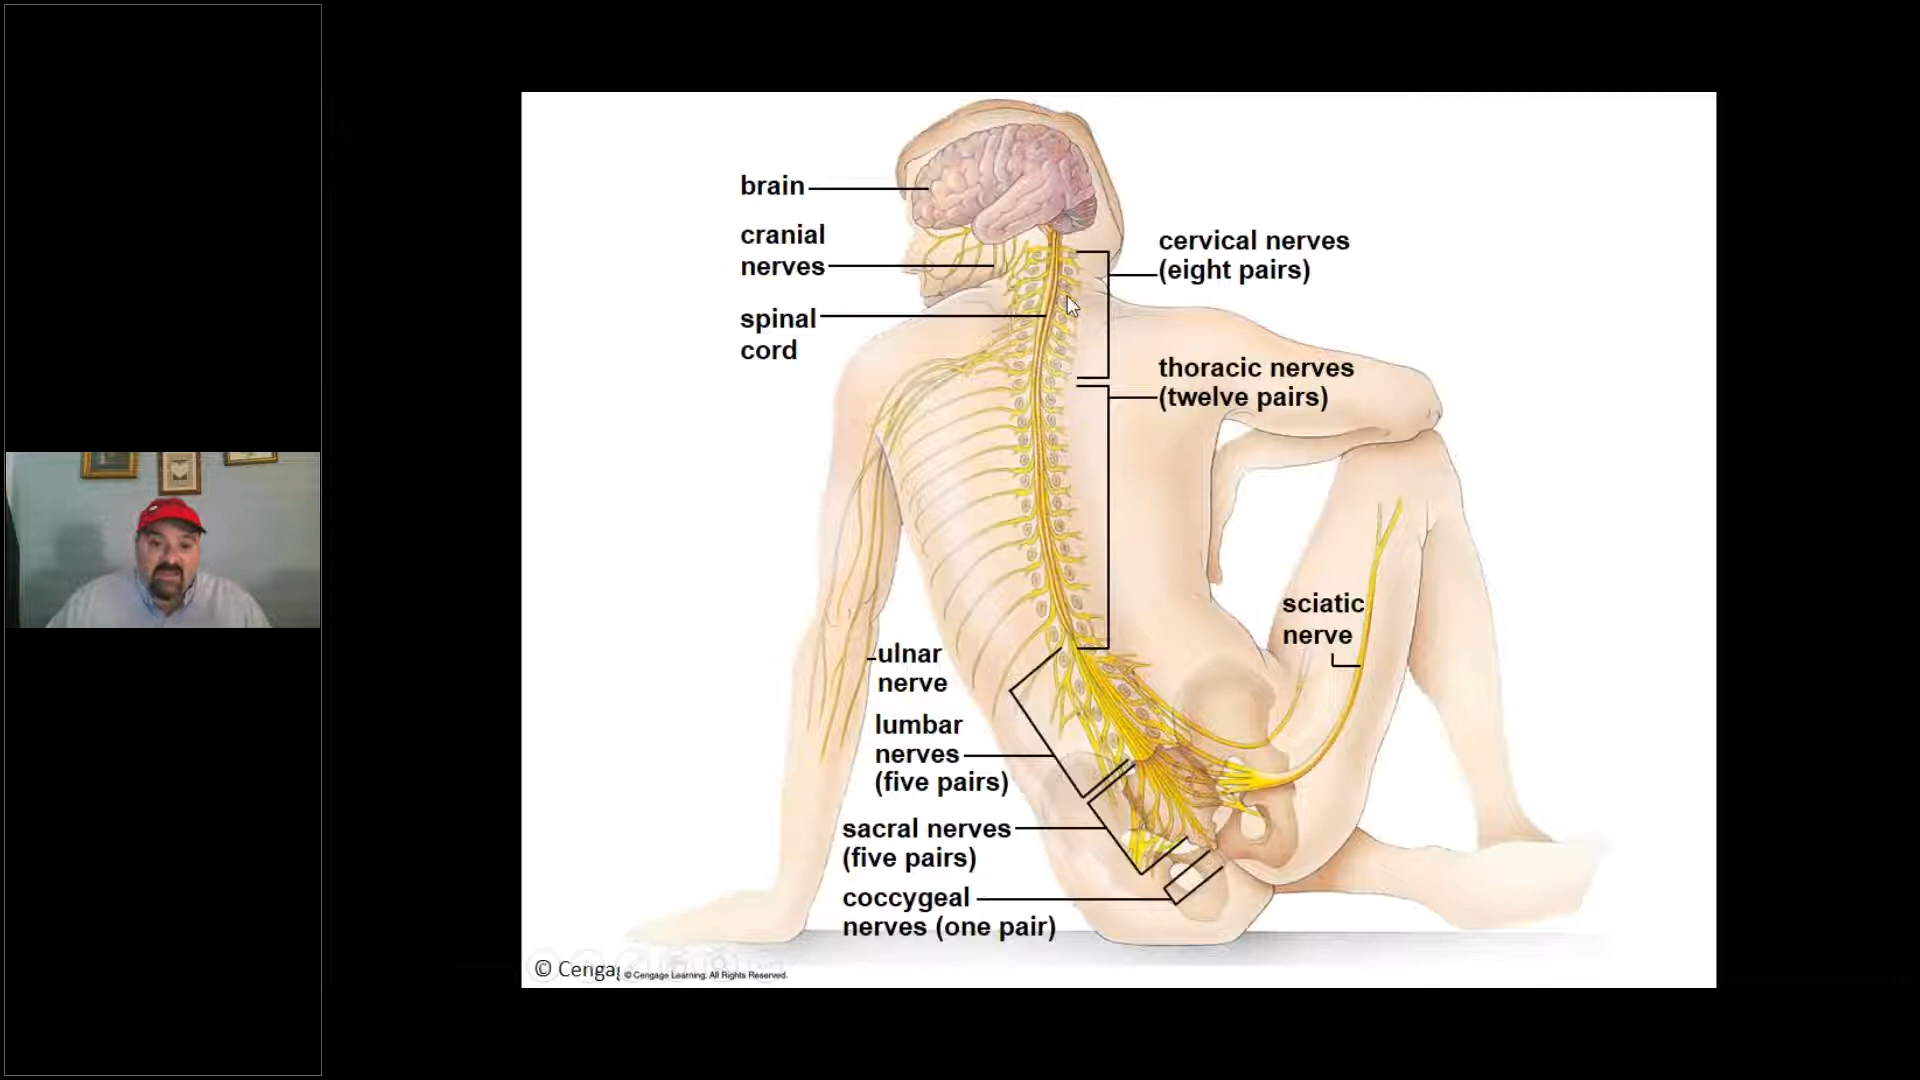 brain
cranial
nerves
spinal
cord
cervical nerves
(eight pairs)
thoracic nerves
(twelve pairs)
sciatic
nerve
ulnar
nerve
lumbar
nerves
(five pairs)
sacral nerves
(five pairs)
coccygeal
nerves (one pair)
© Cengag
© Cengage Learning. All Rights Reserved.